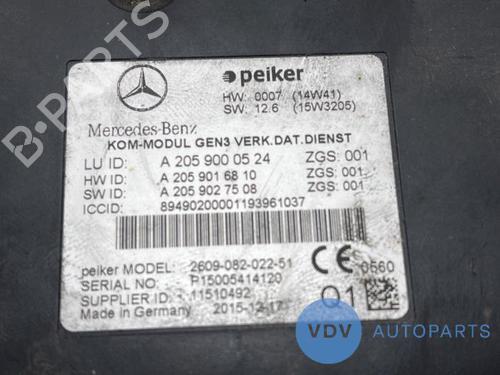 peiker
HW: 0007 (14W41)
SW: 12.6 (15W3205)
Mercedes-Benz
KOM-MODUL GEN3 VERK.DAT.DIENST
LU ID: A 205 900 05 24 ZGS: 001
HW ID: A 205 901 68 10 ZGS: 001
SW ID: A 205 902 75 08 ZGS: 001
ICCID: 89490200001193961037
peiker MODEL: 2609-082-022-51
CE 0560
SERIAL NO: P15005414120
SUPPLIER ID.: 11510492
Q1
Made in Germany 2015-12-17
VDV AUTOPARTS
B-PARTS